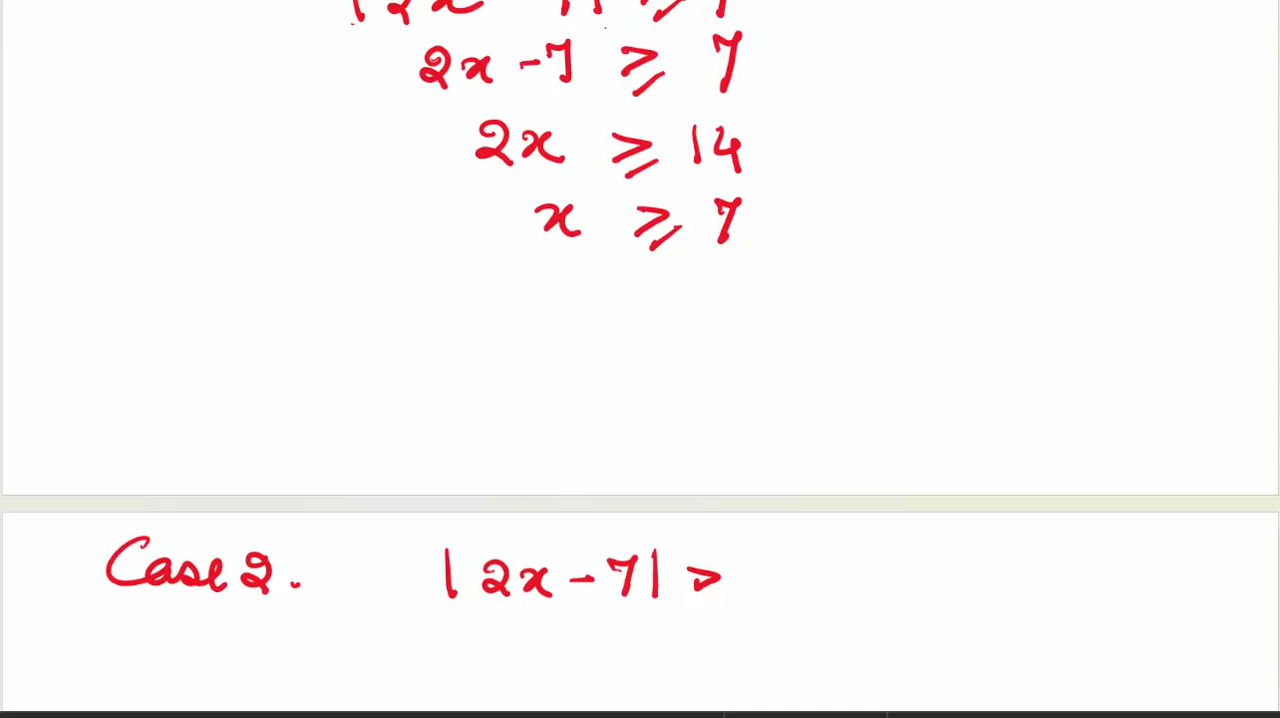 2x - 7 ≥ 7
2x ≥ 14
x ≥ 7
Case 2. |2x - 7| >